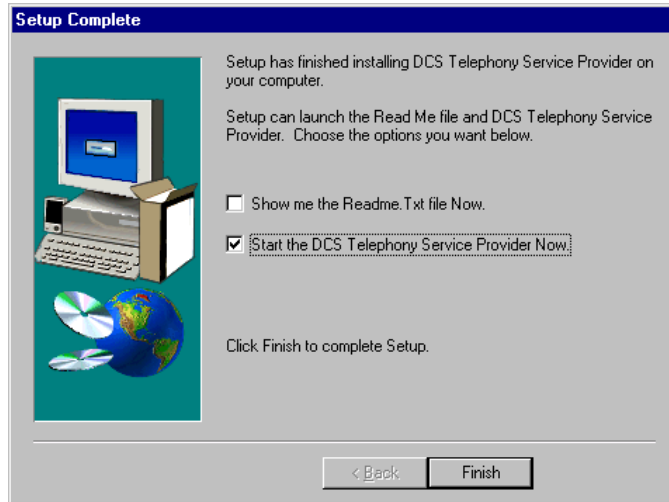 Setup Complete
Setup has finished installing DCS Telephony Service Provider on
your computer.
Setup can launch the Read Me file and DCS Telephony Service
Provider. Choose the options you want below.
Show me the Readme.Txt file Now.
Start the DCS Telephony Service Provider Now.
Click Finish to complete Setup.
< Back Finish